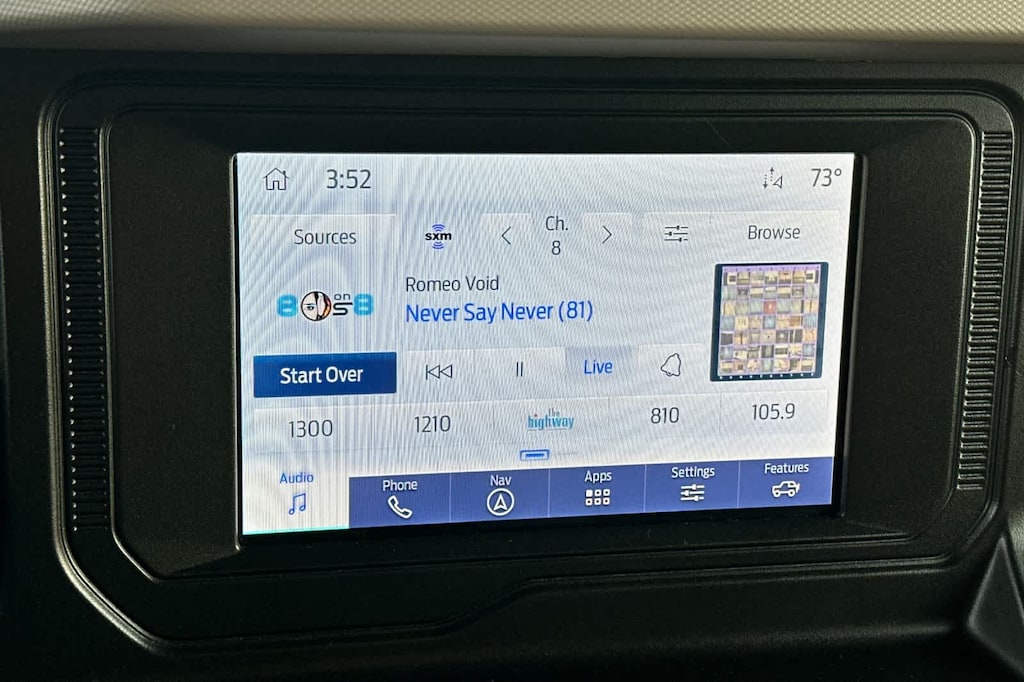 3:52
73°
Sources
sxm
Ch.
8
Browse
8 on 8
80s
Romeo Void
Never Say Never (81)
Start Over
Live
1300
1210
the highway
810
105.9
Audio
Phone
Nav
Apps
Settings
Features